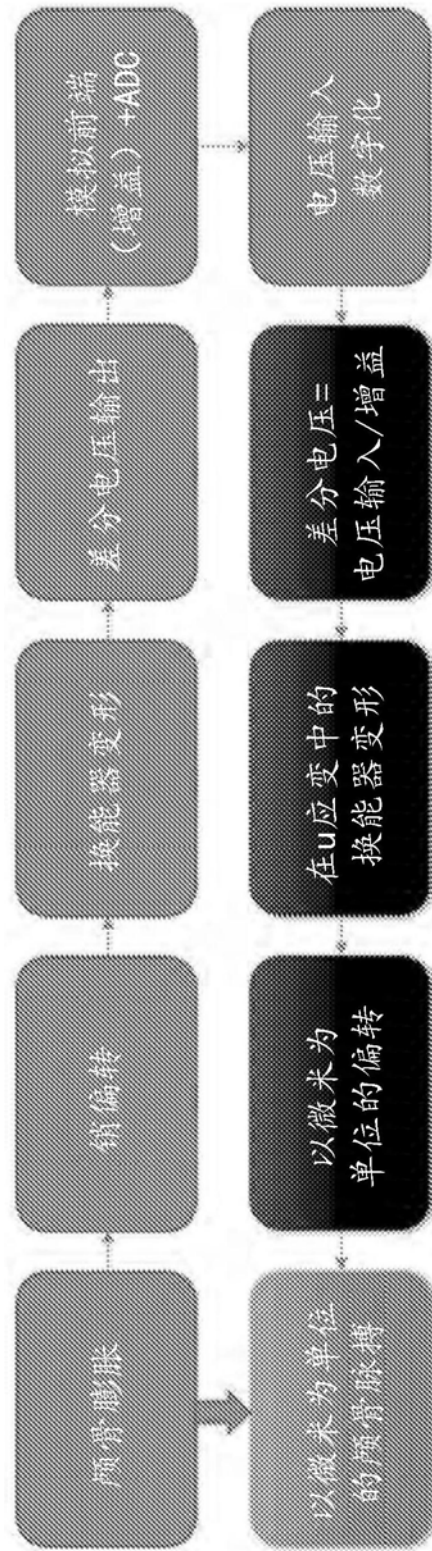 颅骨膨胀
销偏转
换能器变形
差分电压输出
模拟前端
(增益) +ADC
电压输入
数字化
差分电压=
电压输入/增益
在u应变中的
换能器变形
以微米为
单位的偏转
以微米为单位
的颅骨脉搏